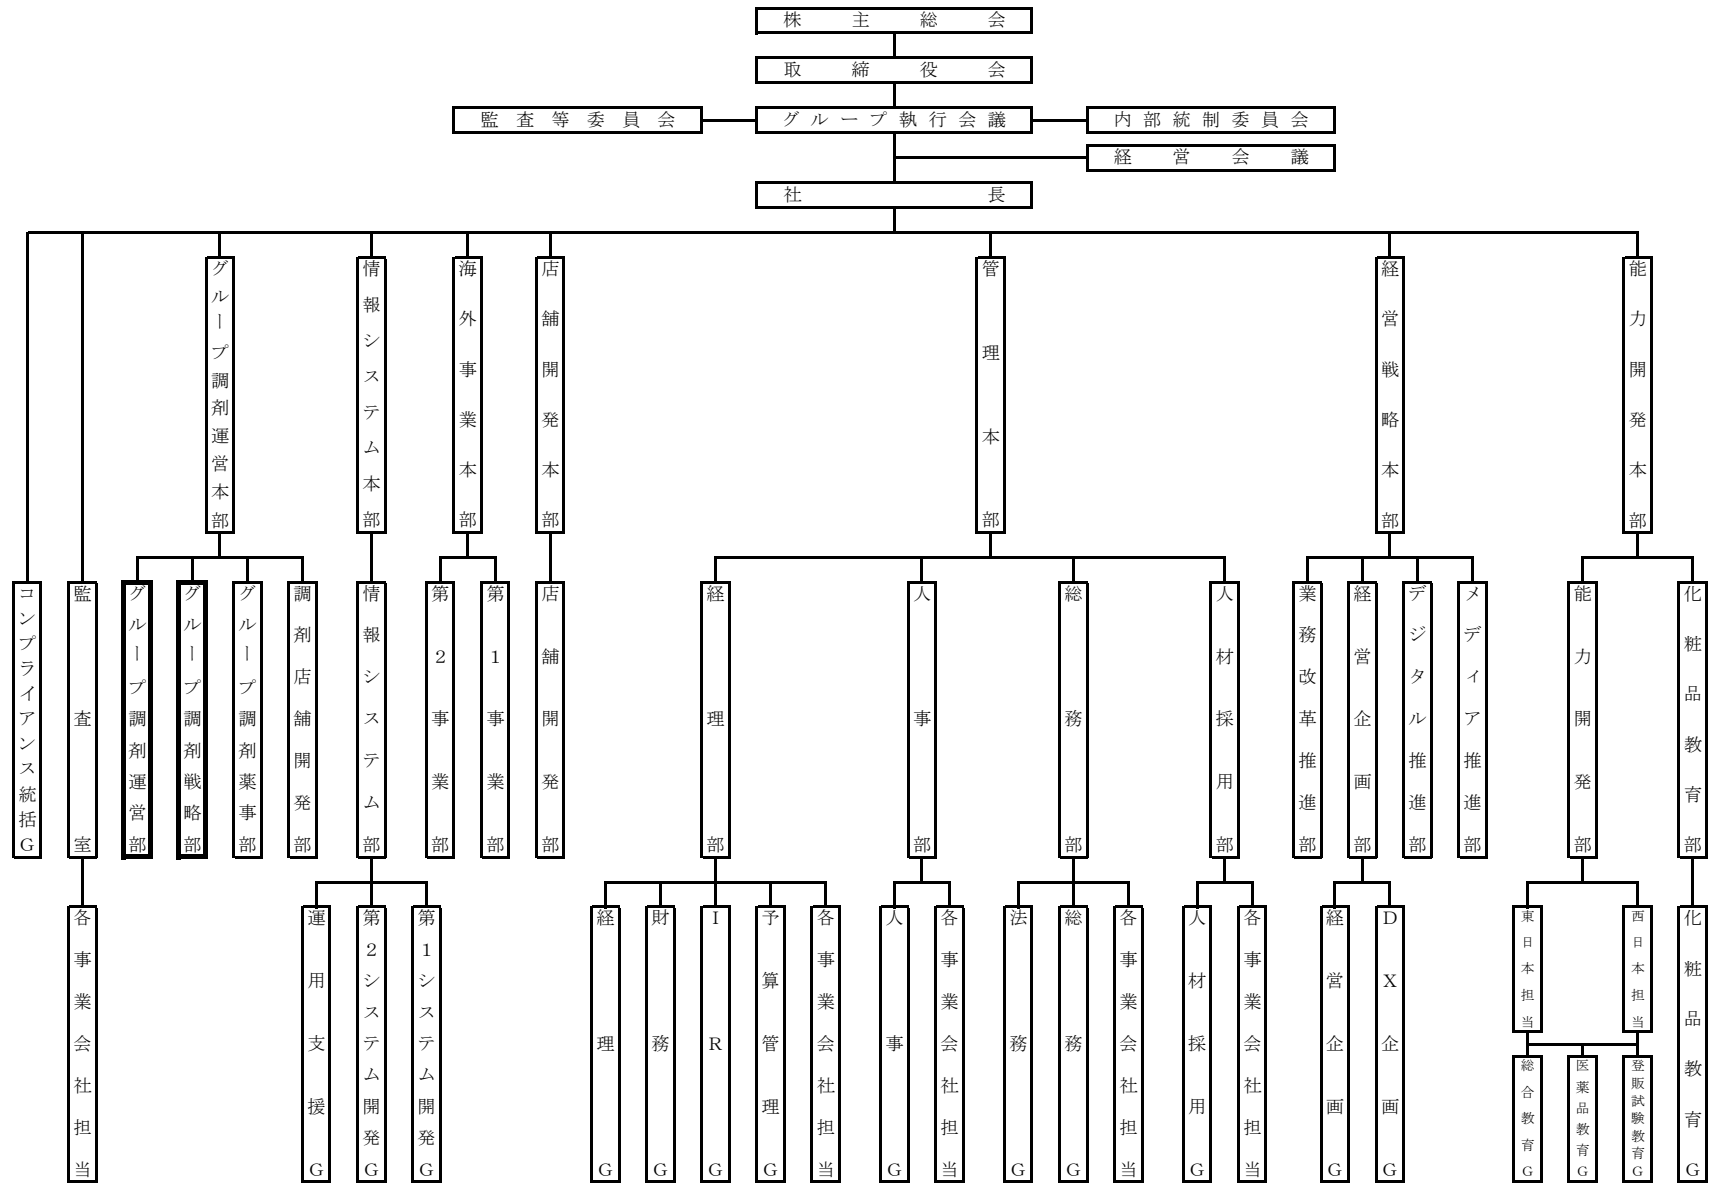 株主総会
取締役会
監査等委員会
グループ執行会議
内部統制委員会
経営会議
社長
グループ調剤運営本部
情報システム本部
海外事業本部
店舗開発本部
管理本部
経営戦略本部
能力開発本部
コンプライアンス統括G
監査室
グループ調剤運営部
グループ調剤戦略部
グループ調剤薬事部
調剤店舗開発部
情報システム部
第2事業部
第1事業部
店舗開発部
経理部
人事部
総務部
人材採用部
業務改革推進部
経営企画部
デジタル推進部
メディア推進部
能力開発部
化粧品教育部
各事業会社担当
運用支援G
第2システム開発G
第1システム開発G
経理G
財務G
IRG
予算管理G
各事業会社担当
人事G
各事業会社担当
法務G
総務G
各事業会社担当
人材採用G
各事業会社担当
経営企画G
DX企画G
東日本担当
西日本担当
総合教育G
医薬品教育G
登販試験教育G
化粧品教育G